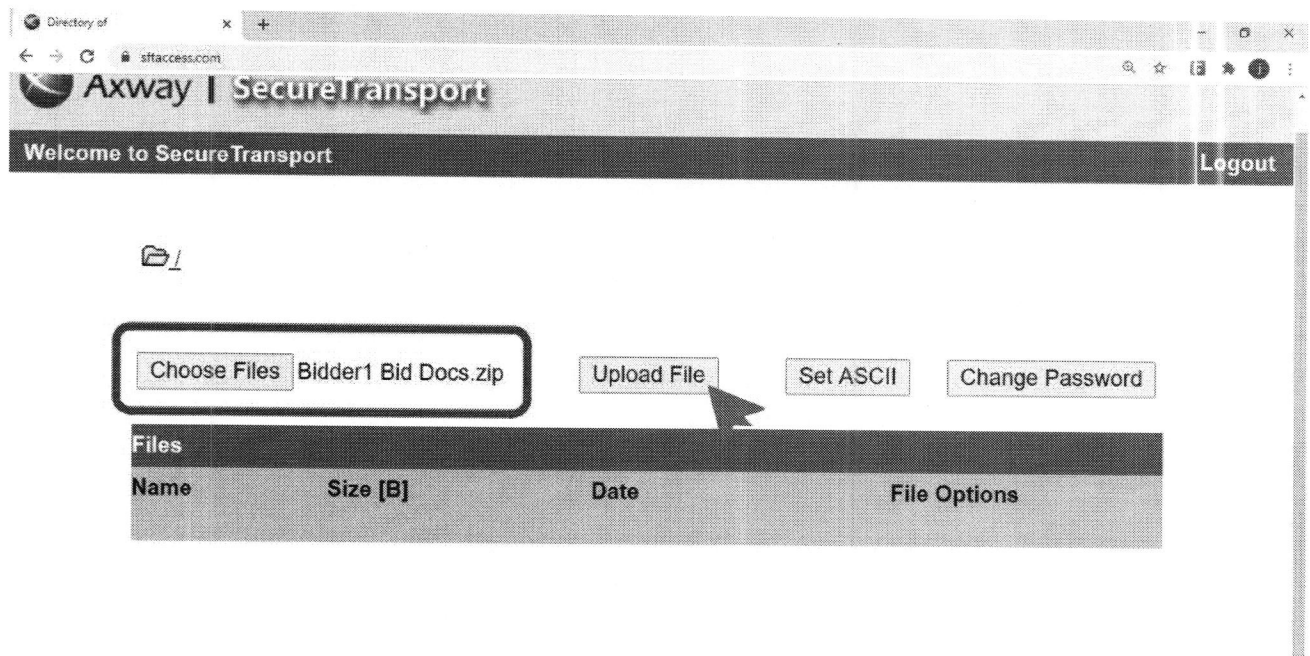 Directory of
sftaccess.com
Axway | SecureTransport
Welcome to SecureTransport
Logout
/
Choose Files Bidder1 Bid Docs.zip Upload File Set ASCII Change Password
Files
Name Size [B] Date File Options